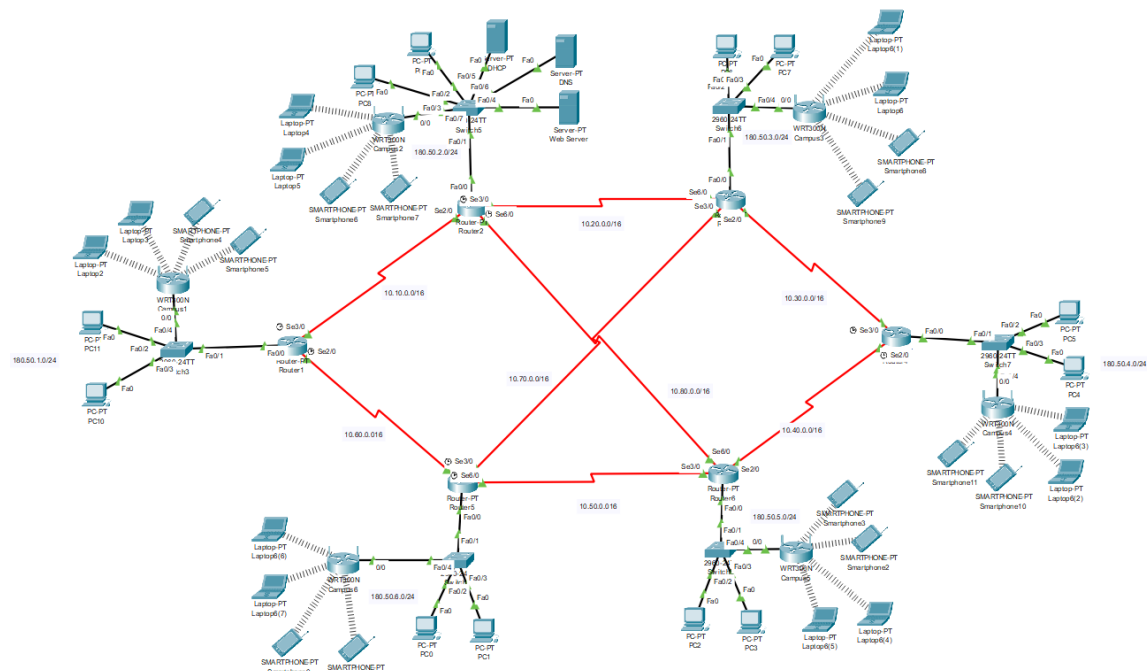 PC-PT
Fa0
Server-PT
DHCP
Fa0
Server-PT
DNS
Fa0
Fa0/5
Fa0/6
PC-PT
PC8
Fa0
Fa0/2
Fa0/3
Fa0/4
Fa0/7
Fa0
Server-PT
Web Server
Laptop-PT
Laptop4
0/0
WRT300N
Campus2
24TT
Switch5
180.50.2.0/24
Fa0/1
Laptop-PT
Laptop5
SMARTPHONE-PT
Smartphone6
SMARTPHONE-PT
Smartphone7
Fa0/0
Se3/0
Se2/0
Se6/0
Router2
PC-PT
PC-PT
PC7
Fa0
Fa0/3
Fa0/4
0/0
2960-24TT
Switch6
Fa0/1
180.50.3.0/24
WRT300N
Campus3
Laptop-PT
Laptop6(1)
Laptop-PT
Laptop6
SMARTPHONE-PT
Smartphone8
SMARTPHONE-PT
Smartphone9
Fa0/0
Se6/0
Se3/0
Se2/0
10.20.0.0/16
Laptop-PT
Laptop3
SMARTPHONE-PT
Smartphone4
SMARTPHONE-PT
Smartphone5
Laptop-PT
Laptop2
WRT300N
Campus1
0/0
10.10.0.0/16
10.30.0.0/16
Fa0/4
PC11
Fa0
Fa0/2
Fa0/1
Fa0/3
24TT
180.50.1.0/24
Fa0
PC-PT
PC10
Se3/0
Fa0/0
Se2/0
Router-PT
Router1
Se3/0
Fa0/0
Se2/0
Fa0/1
Fa0/2
Fa0
PC-PT
PC5
2960-24TT
Switch7
Fa0/3
Fa0
PC-PT
PC4
180.50.4.0/24
0/0
Campus4
Laptop-PT
Laptop6(3)
Laptop-PT
Laptop6(2)
SMARTPHONE-PT
Smartphone11
SMARTPHONE-PT
Smartphone10
10.70.0.0/16
10.80.0.0/16
10.60.0.016
10.40.0.0/16
Se3/0
Se6/0
Router-PT
Router5
Fa0/0
10.50.0.016
Se6/0
Se3/0
Se2/0
Router-PT
Router6
Fa0/0
Fa0/1
Laptop-PT
Laptop6(6)
0/0
Fa0/4
Fa0/3
Fa0/2
WRT300N
Campus6
180.50.6.0/24
Laptop-PT
Laptop6(7)
Fa0
Fa0
PC-PT
PC0
PC-PT
PC1
SMARTPHONE-PT
SMARTPHONE-PT
Fa0/1
180.50.5.0/24
Fa0/4
0/0
Fa0/3
Fa0/2
WRT300N
SMARTPHONE-PT
Smartphone3
SMARTPHONE-PT
Smartphone2
Fa0
Fa0
PC-PT
PC2
PC-PT
PC3
Laptop-PT
Laptop6(5)
Laptop-PT
Laptop6(4)